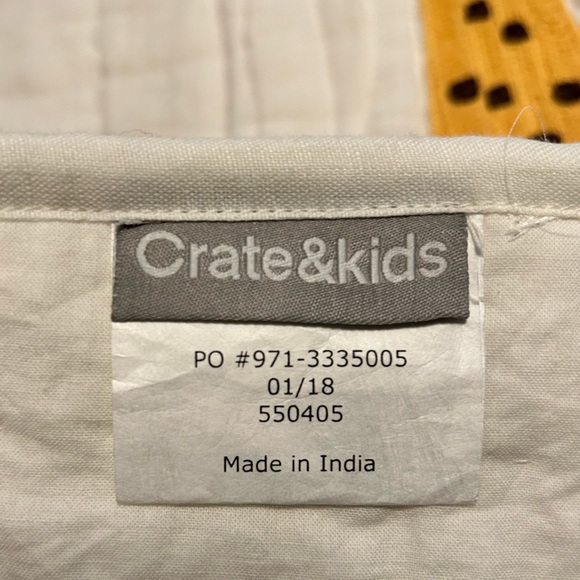 Crate&kids
PO #971-3335005
01/18
550405
Made in India